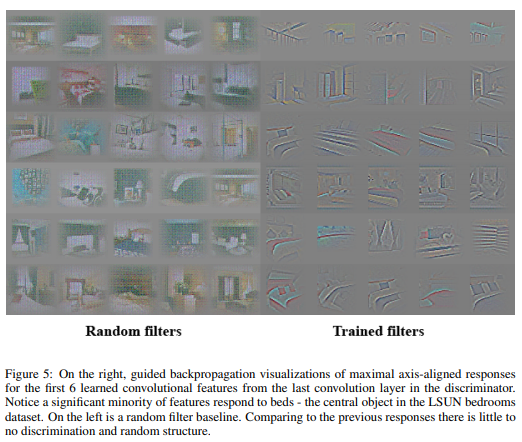 Random filters
Trained filters
Figure 5: On the right, guided backpropagation visualizations of maximal axis-aligned responses
for the first 6 learned convolutional features from the last convolution layer in the discriminator.
Notice a significant minority of features respond to beds - the central object in the LSUN bedrooms
dataset. On the left is a random filter baseline. Comparing to the previous responses there is little to
no discrimination and random structure.